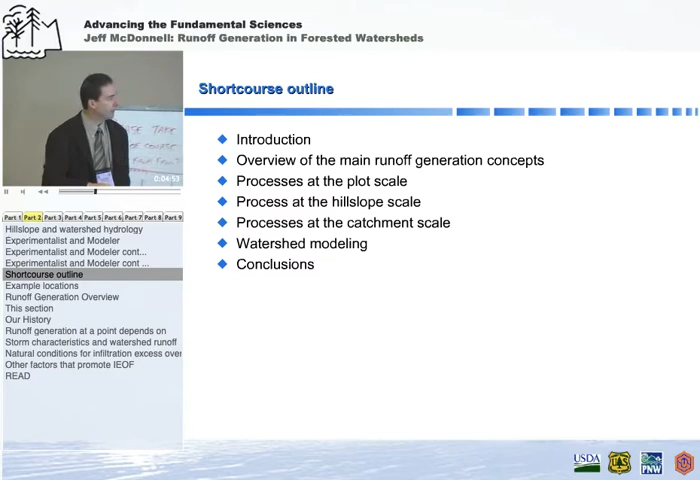 Advancing the Fundamental Sciences
Jeff McDonnell: Runoff Generation in Forested Watersheds
Shortcourse outline
Introduction
Overview of the main runoff generation concepts
Processes at the plot scale
Process at the hillslope scale
Processes at the catchment scale
Watershed modeling
Conclusions
0:04:53
Part 1 Part 2 Part 3 Part 4 Part 5 Part 6 Part 7 Part 8 Part 9
Hillslope and watershed hydrology
Experimentalist and Modeler
Experimentalist and Modeler cont...
Experimentalist and Modeler cont ...
Shortcourse outline
Example locations
Runoff Generation Overview
This section
Our History
Runoff generation at a point depends on
Storm characteristics and watershed runoff
Natural conditions for infiltration excess over
Other factors that promote IEOF
READ
USDA
UAS
PNW